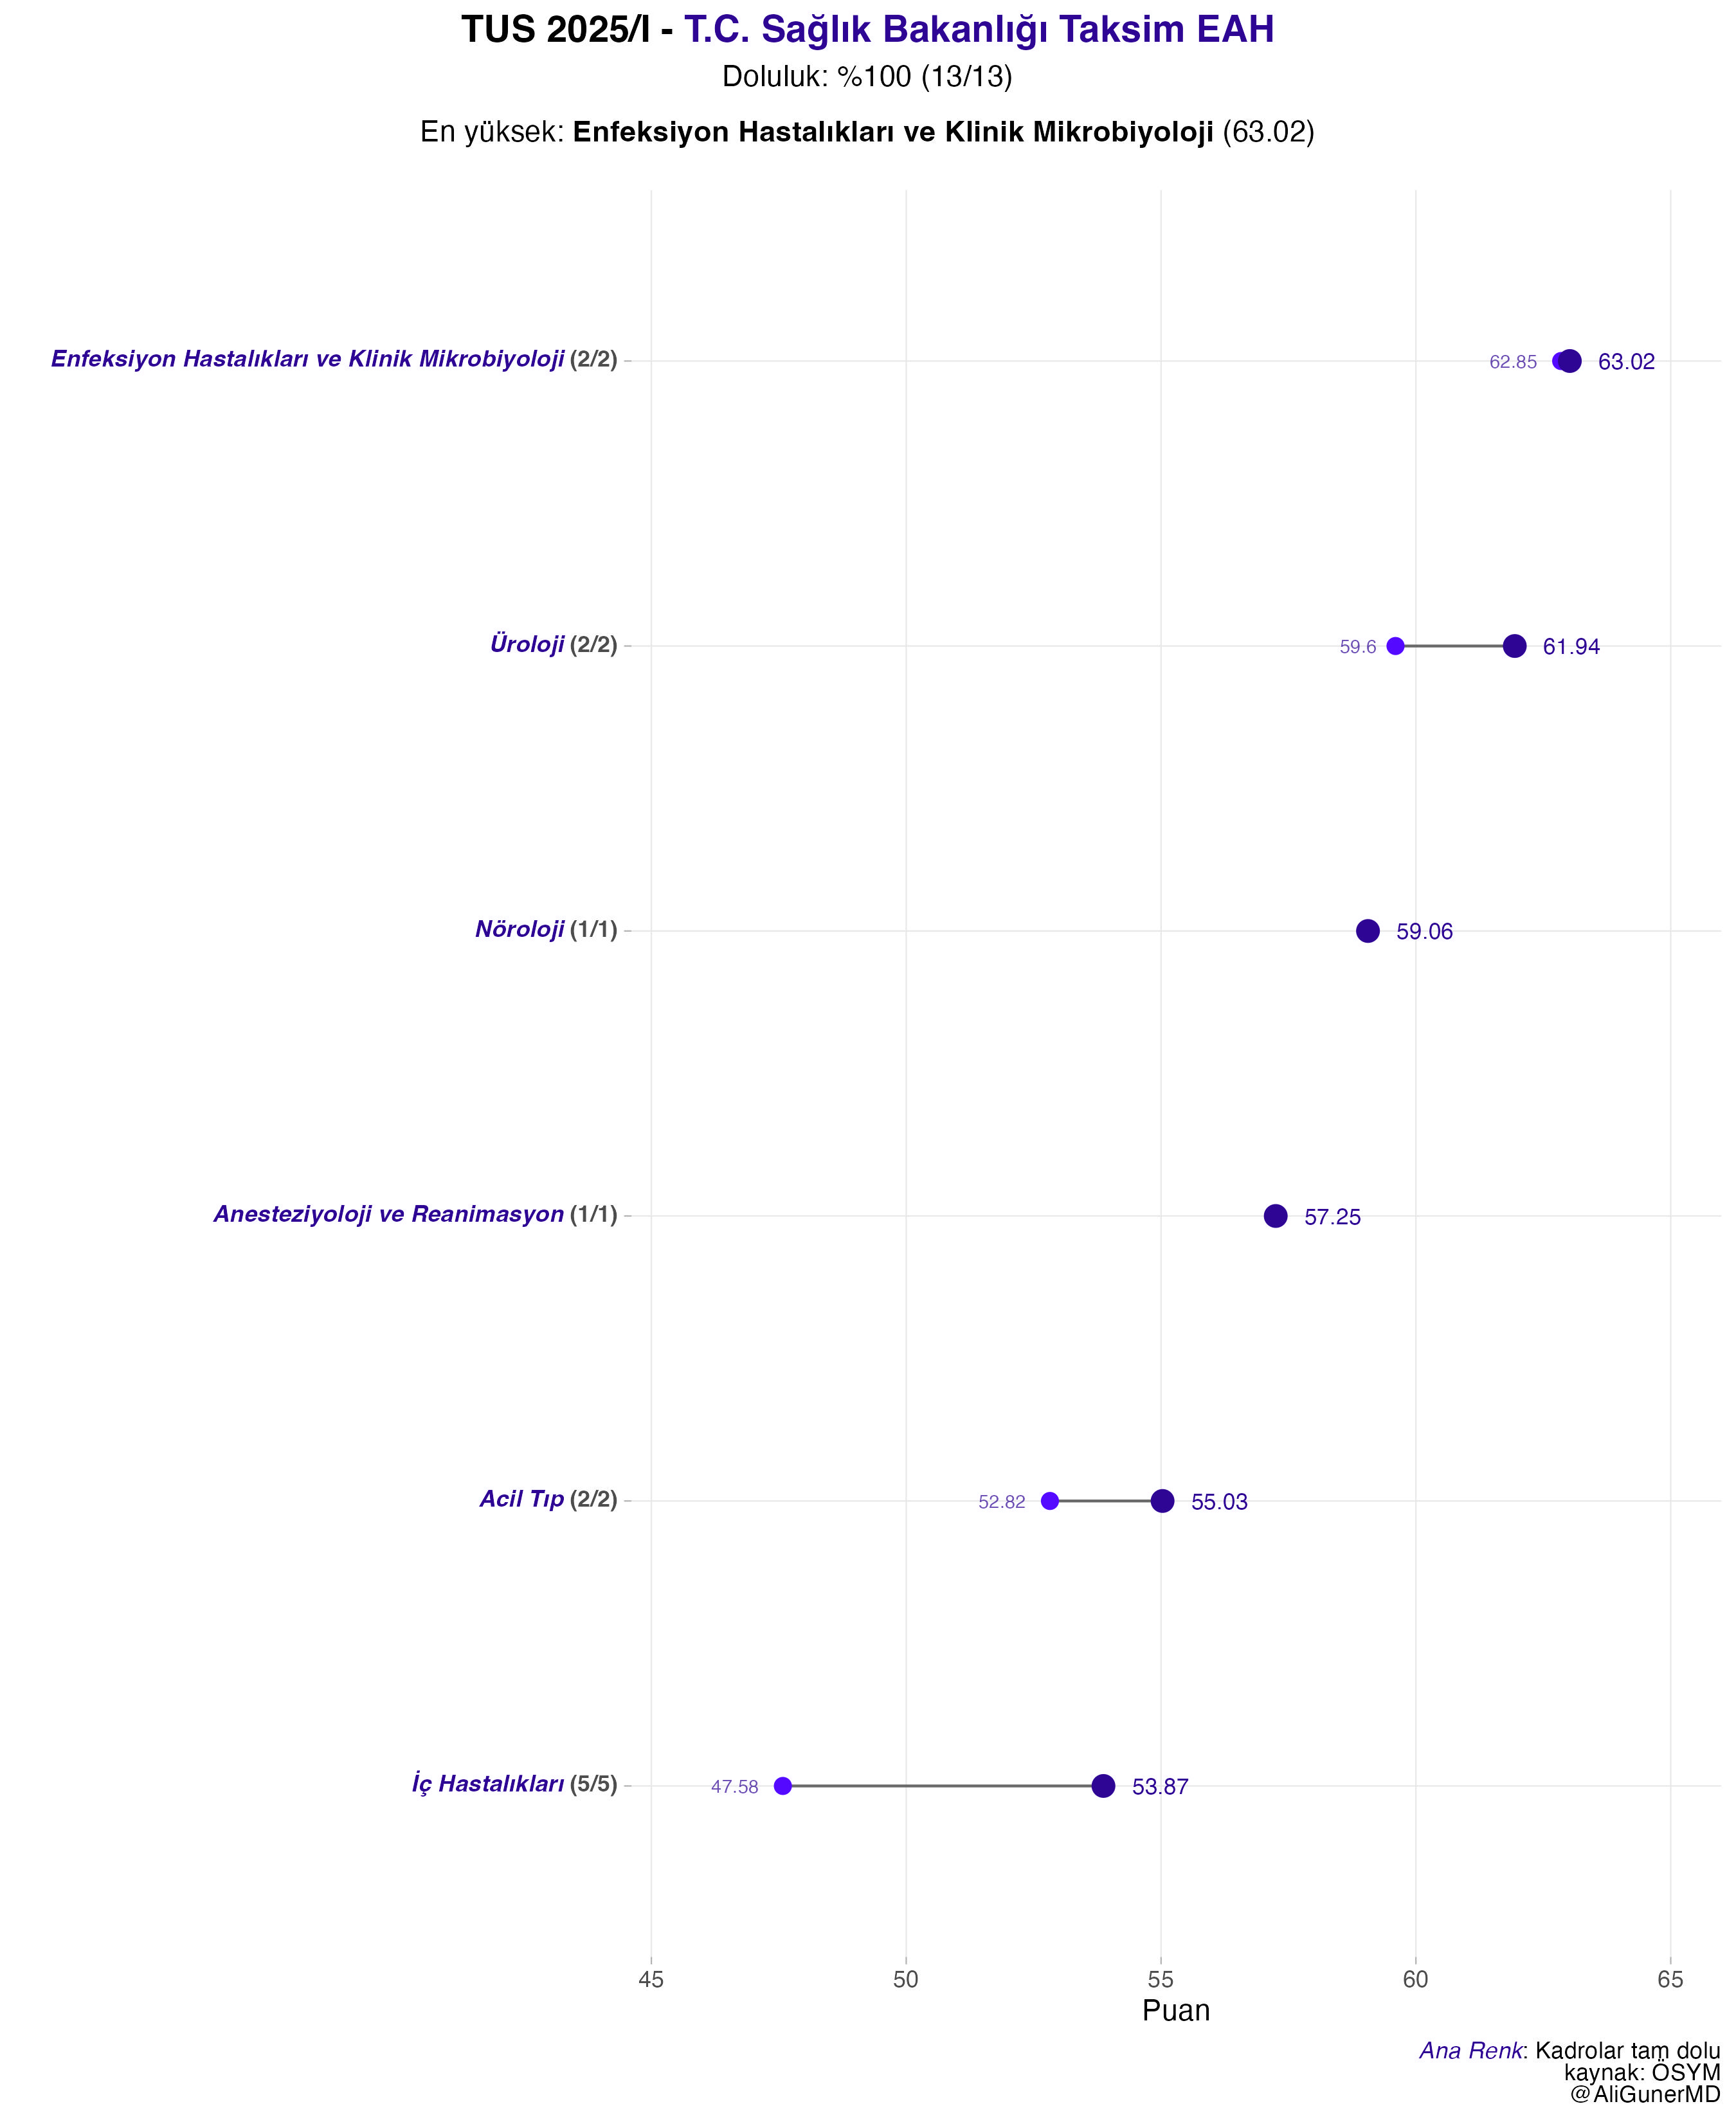 TUS 2025/I - T.C. Sağlık Bakanlığı Taksim EAH
Doluluk: %100 (13/13)
En yüksek: Enfeksiyon Hastalıkları ve Klinik Mikrobiyoloji (63.02)
Enfeksiyon Hastalıkları ve Klinik Mikrobiyoloji (2/2) 62.85 63.02
Üroloji (2/2) 59.6 61.94
Nöroloji (1/1) 59.06
Anesteziyoloji ve Reanimasyon (1/1) 57.25
Acil Tıp (2/2) 52.82 55.03
İç Hastalıkları (5/5) 47.58 53.87
45 50 55 60 65
Puan
Ana Renk: Kadrolar tam dolu
kaynak: ÖSYM
@AliGunerMD